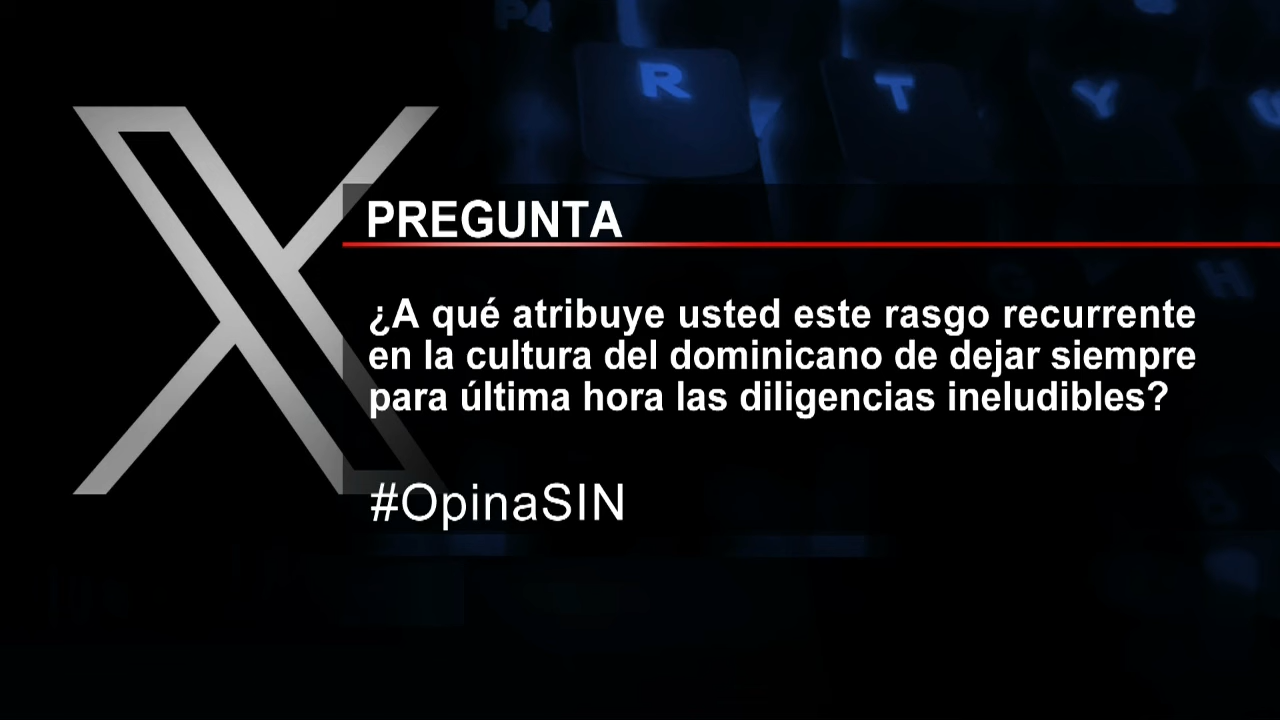 P4
R T Y
PREGUNTA
G H
¿A qué atribuye usted este rasgo recurrente
en la cultura del dominicano de dejar siempre
para última hora las diligencias ineludibles?
#OpinaSIN